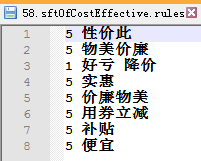 58.sftOfCostEffective.rules
1 5 性价此
2 5 物美价廉
3 1 好亏 降价
4 5 实惠
5 5 价廉物美
6 5 用券立减
7 5 补贴
8 5 便宜